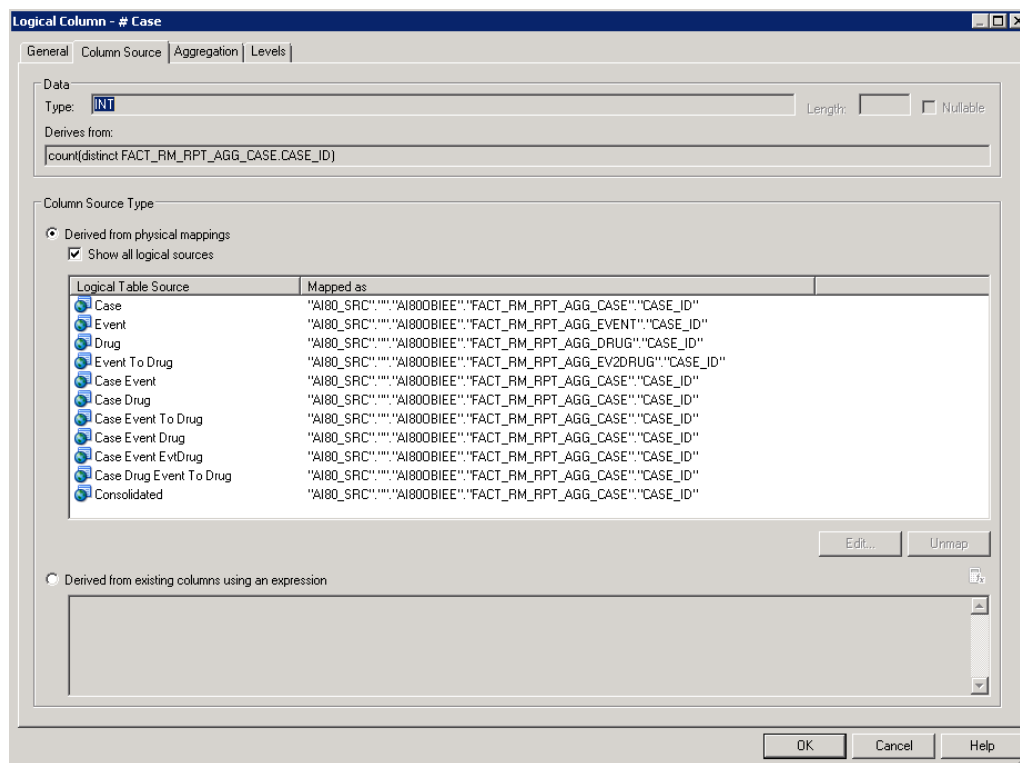 Logical Column - # Case
General Column Source Aggregation Levels
Data
Type: INT Length: Nullable
Derives from:
count(distinct FACT_RM_RPT_AGG_CASE.CASE_ID)
Column Source Type
Derived from physical mappings
Show all logical sources
Logical Table Source Mapped as
Case "AI80_SRC".""."AI80OBIEE"."FACT_RM_RPT_AGG_CASE"."CASE_ID"
Event "AI80_SRC".""."AI80OBIEE"."FACT_RM_RPT_AGG_EVENT"."CASE_ID"
Drug "AI80_SRC".""."AI80OBIEE"."FACT_RM_RPT_AGG_DRUG"."CASE_ID"
Event To Drug "AI80_SRC".""."AI80OBIEE"."FACT_RM_RPT_AGG_EV2DRUG"."CASE_ID"
Case Event "AI80_SRC".""."AI80OBIEE"."FACT_RM_RPT_AGG_CASE"."CASE_ID"
Case Drug "AI80_SRC".""."AI80OBIEE"."FACT_RM_RPT_AGG_CASE"."CASE_ID"
Case Event To Drug "AI80_SRC".""."AI80OBIEE"."FACT_RM_RPT_AGG_CASE"."CASE_ID"
Case Event Drug "AI80_SRC".""."AI80OBIEE"."FACT_RM_RPT_AGG_CASE"."CASE_ID"
Case Event EvtDrug "AI80_SRC".""."AI80OBIEE"."FACT_RM_RPT_AGG_CASE"."CASE_ID"
Case Drug Event To Drug "AI80_SRC".""."AI80OBIEE"."FACT_RM_RPT_AGG_CASE"."CASE_ID"
Consolidated "AI80_SRC".""."AI80OBIEE"."FACT_RM_RPT_AGG_CASE"."CASE_ID"
Edit... Unmap
Derived from existing columns using an expression
OK Cancel Help